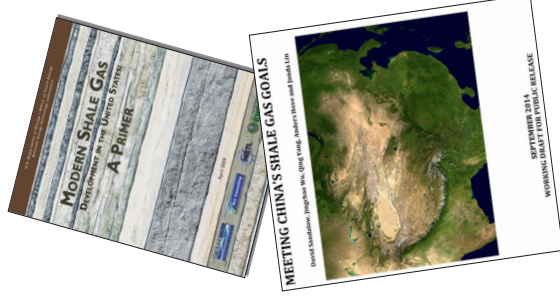 MODERN SHALE GAS
DEVELOPMENT IN THE UNITED STATES:
A PRIMER
April 2009
MEETING CHINA'S SHALE GAS GOALS
David Sandalow, Jingchao Wu, Qing Yang, Anders Hove and Junda Lin
SEPTEMBER 2014
WORKING DRAFT FOR PUBLIC RELEASE